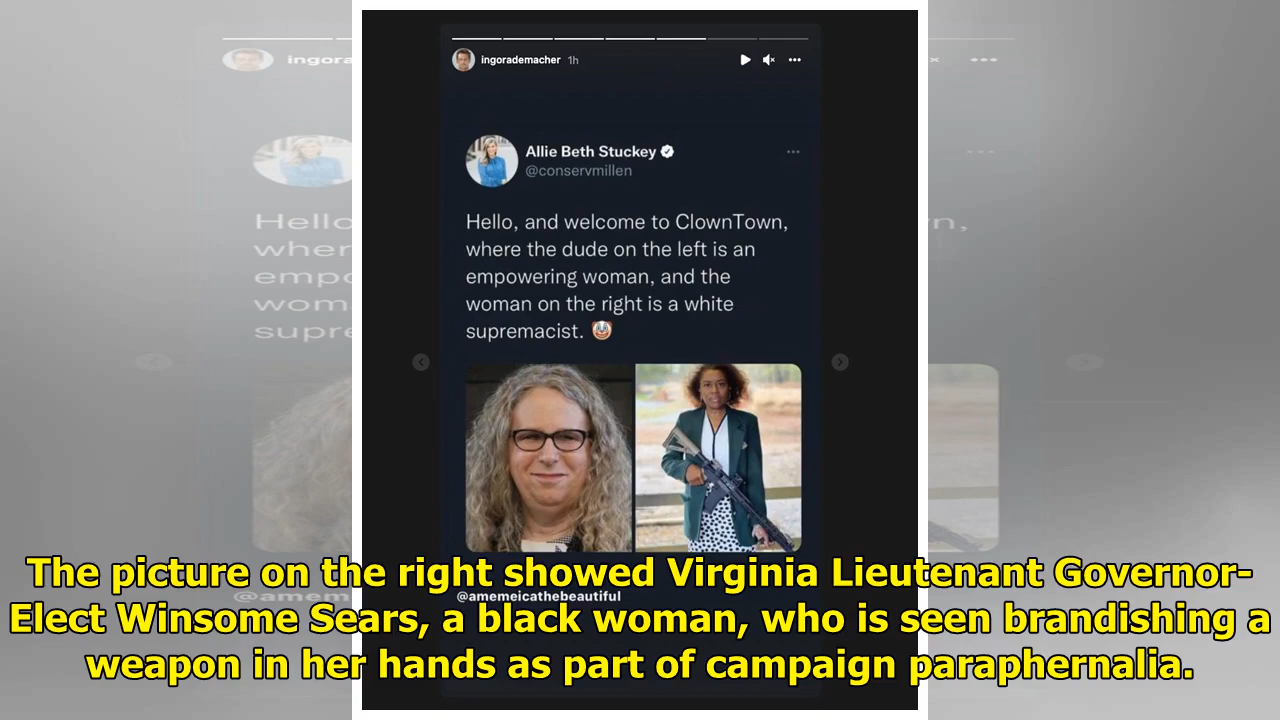 ingorademacher 1h
Allie Beth Stuckey
@conservmillen
Hello, and welcome to ClownTown,
where the dude on the left is an
empowering woman, and the
woman on the right is a white
supremacist. 🤡
@amemeicathebeautiful
The picture on the right showed Virginia Lieutenant Governor-
Elect Winsome Sears, a black woman, who is seen brandishing a
weapon in her hands as part of campaign paraphernalia.